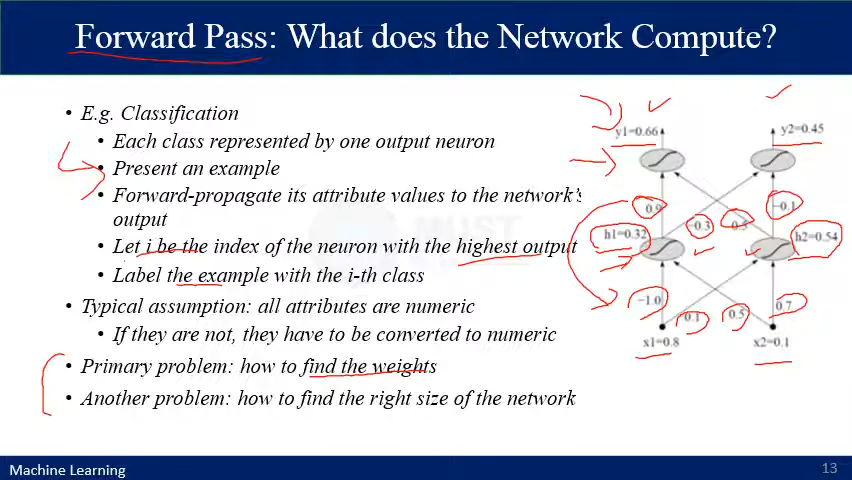 Forward Pass: What does the Network Compute?
• E.g. Classification
• Each class represented by one output neuron
• Present an example
• Forward-propagate its attribute values to the network's
output
• Let i be the index of the neuron with the highest output
• Label the example with the i-th class
• Typical assumption: all attributes are numeric
• If they are not, they have to be converted to numeric
• Primary problem: how to find the weights
• Another problem: how to find the right size of the network
y1=0.66 y2=0.45
0.9 -0.3 0.5 -0.1
h1=0.32 h2=0.54
-1.0 0.1 0.5 0.7
x1=0.8 x2=0.1
Machine Learning 13